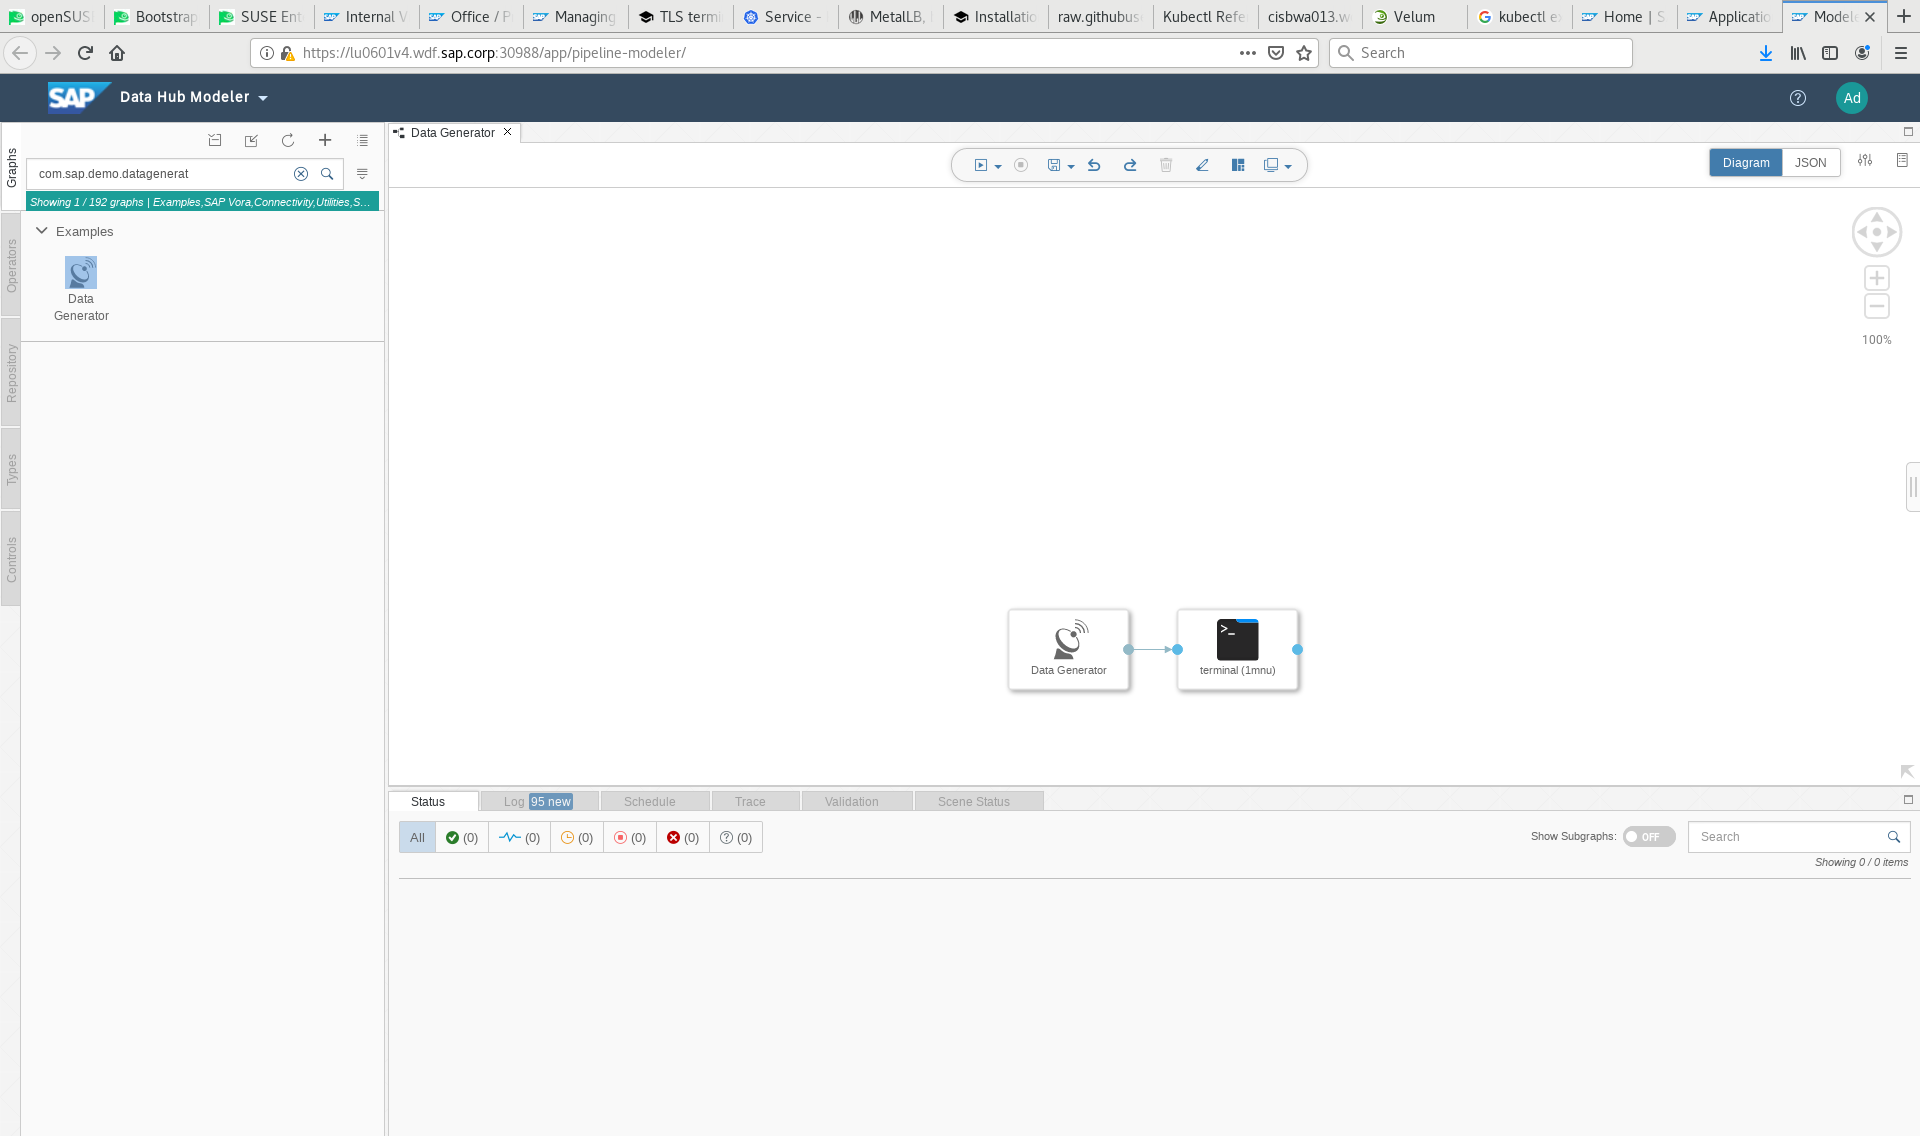 openSUS
Bootstrap
SUSE Ent
Internal V
Office / P
Managing
TLS termi
Service -
MetalLB,
Installatio
raw.githubus
Kubectl Refe
cisbwa013.w
Velum
kubectl e
Home | S
Applicatio
Modele
https://lu0601v4.wdf.sap.corp:30988/app/pipeline-modeler/
Search
SAP Data Hub Modeler
Ad
Graphs
Operators
Repository
Types
Controls
com.sap.demo.datagenerat
Showing 1 / 192 graphs | Examples,SAP Vora,Connectivity,Utilities,S...
Examples
Data
Generator
Data Generator
Diagram
JSON
100%
Data Generator
>_
terminal (1mnu)
Status
Log 95 new
Schedule
Trace
Validation
Scene Status
All
(0)
(0)
(0)
(0)
(0)
(0)
Show Subgraphs:
OFF
Search
Showing 0 / 0 items